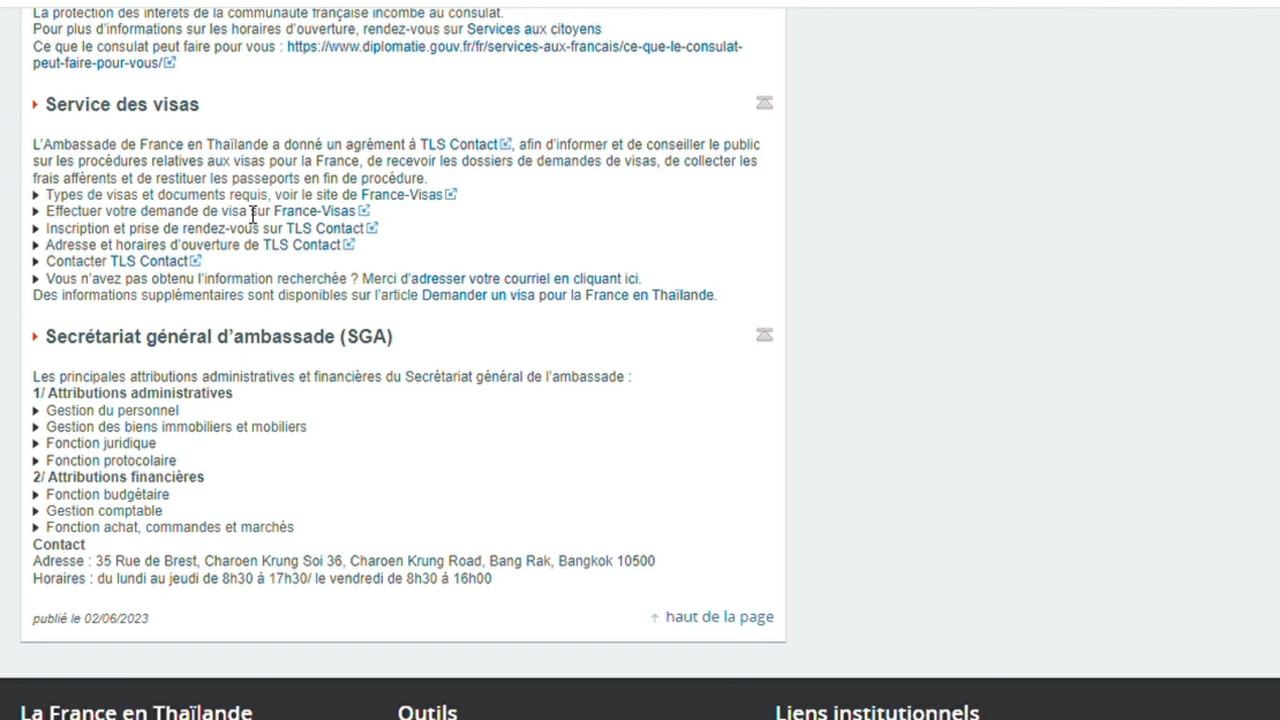 La protection des intérêts de la communauté française incombe au consulat.
Pour plus d'informations sur les horaires d'ouverture, rendez-vous sur Services aux citoyens
Ce que le consulat peut faire pour vous : https://www.diplomatie.gouv.fr/fr/services-aux-francais/ce-que-le-consulat-
peut-faire-pour-vous/
Service des visas
L'Ambassade de France en Thaïlande a donné un agrément à TLS Contact, afin d'informer et de conseiller le public
sur les procédures relatives aux visas pour la France, de recevoir les dossiers de demandes de visas, de collecter les
frais afférents et de restituer les passeports en fin de procédure.
Types de visas et documents requis, voir le site de France-Visas
Effectuer votre demande de visa sur France-Visas
Inscription et prise de rendez-vous sur TLS Contact
Adresse et horaires d'ouverture de TLS Contact
Contacter TLS Contact
Vous n'avez pas obtenu l'information recherchée ? Merci d'adresser votre courriel en cliquant ici.
Des informations supplémentaires sont disponibles sur l'article Demander un visa pour la France en Thaïlande.
Secrétariat général d'ambassade (SGA)
Les principales attributions administratives et financières du Secrétariat général de l'ambassade :
1/ Attributions administratives
Gestion du personnel
Gestion des biens immobiliers et mobiliers
Fonction juridique
Fonction protocolaire
2/ Attributions financières
Fonction budgétaire
Gestion comptable
Fonction achat, commandes et marchés
Contact
Adresse : 35 Rue de Brest, Charoen Krung Soi 36, Charoen Krung Road, Bang Rak, Bangkok 10500
Horaires : du lundi au jeudi de 8h30 à 17h30/ le vendredi de 8h30 à 16h00
publié le 02/06/2023
haut de la page
La France en Thaïlande
Outils
Liens institutionnels